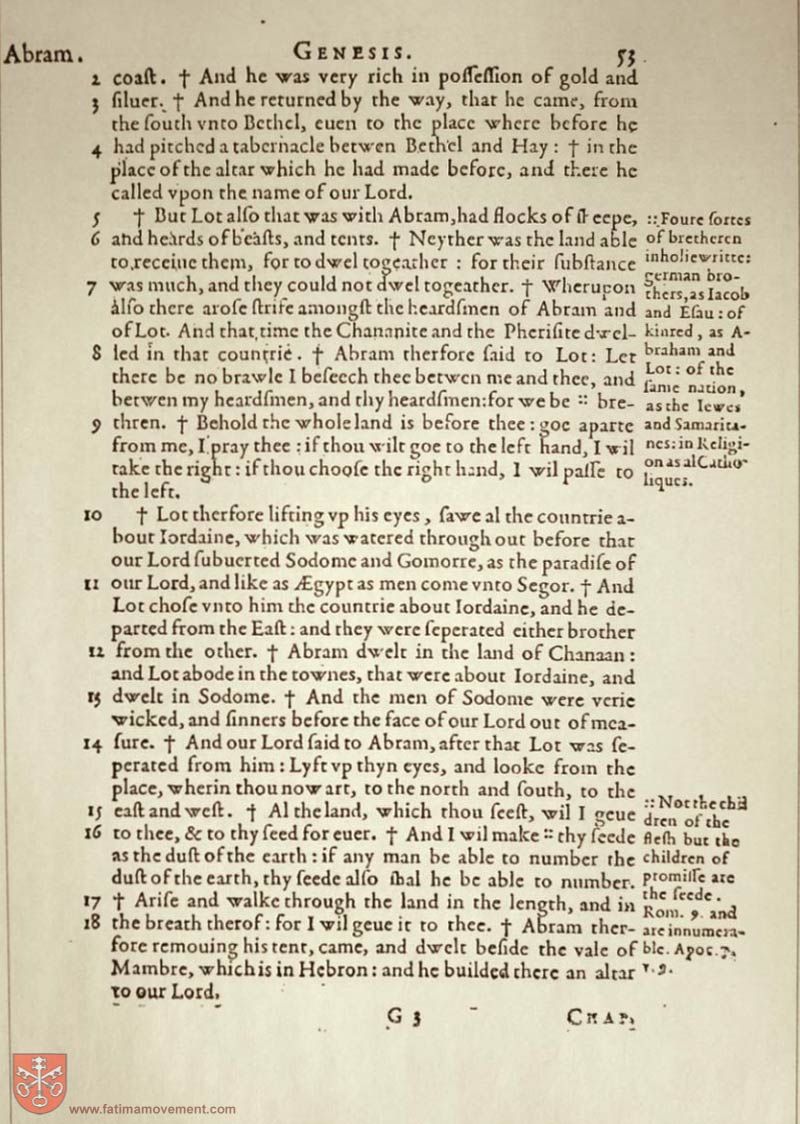 Abram. GENESIS. 53
2 coaſt. † And he was very rich in poſſeſſion of gold and
3 ſiluer. † And he returned by the way, that he came, from
the ſouth vnto Bethel, euen to the place where before he
4 had pitched a tabernacle betwen Bethel and Hay: † in the
place of the altar which he had made before, and there he
called vpon the name of our Lord.
5 † But Lot alſo that was with Abram, had flocks of ſheepe,
6 and heards of beaſts, and tents. † Neyther was the land able
to receiue them, for to dwel togeather : for their ſubſtance
7 was much, and they could not dwel togeather. † Wherupon
alſo there aroſe ſtrife amongſt the heardſmen of Abram and
of Lot. And that time the Chananite and the Pheriſite dwel-
8 led in that countrie. † Abram therfore ſaid to Lot: Let
there be no brawle I beſeech thee betwen me and thee, and
betwen my heardſmen, and thy heardſmen: for we be :: bre-
9 thren. † Behold the whole land is before thee: goe aparte
from me, I pray thee : if thou wilt goe to the left hand, I wil
take the right: if thou chooſe the right hand, I wil paſſe to
the left.
10 † Lot therfore lifting vp his eyes, ſawe al the countrie a-
bout Iordaine, which was watered through out before that
our Lord ſubuerted Sodome and Gomorre, as the paradiſe of
11 our Lord, and like as Ægypt as men come vnto Segor. † And
Lot choſe vnto him the countrie about Iordaine, and he de-
parted from the Eaſt: and they were ſeperated either brother
12 from the other. † Abram dwelt in the land of Chanaan:
and Lot abode in the townes, that were about Iordaine, and
13 dwelt in Sodome. † And the men of Sodome were verie
wicked, and ſinners before the face of our Lord out of mea-
14 ſure. † And our Lord ſaid to Abram, after that Lot was ſe-
perated from him: Lyft vp thyn eyes, and looke from the
place, wherin thou now art, to the north and ſouth, to the
15 eaſt and weſt. † Al the land, which thou ſeeſt, wil I geue
16 to thee, & to thy ſeed for euer. † And I wil make :: thy ſeede
as the duſt of the earth: if any man be able to number the
duſt of the earth, thy ſeede alſo ſhal he be able to number.
17 † Ariſe and walke through the land in the length, and in
18 the breath therof: for I wil geue it to thee. † Abram ther-
fore remouing his tent, came, and dwelt beſide the vale of
Mambre, which is in Hebron: and he builded there an altar
to our Lord.
G 3 CHAP.
:: Foure ſortes
of bretheren
in holie writte:
german bro-
thers, as Iacob
and Eſau: of
kinred, as A-
braham and
Lot: of the
ſame nation,
as the Iewes
and Samarita-
nes: in Religi-
on as al Catho-
liques.
:: Not the chil
dren of the
fleſh but the
children of
promiſſe are
the ſeede.
Rom. 9. and
are innumera-
ble. Apoc. 7.
v. 9.
www.fatimamovement.com